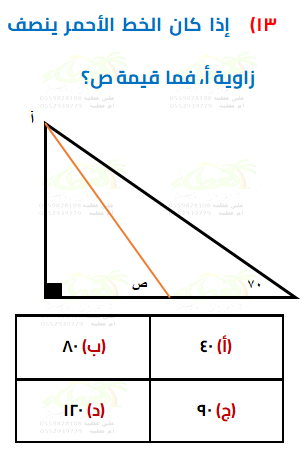 ١٣) إذا كان الخط الأحمر ينصف
زاوية أ، فما قيمة ص؟
أ
ص
٧٠
(أ) ٤٠
(ب) ٨٠
(ج) ٩٠
(د) ١٢٠